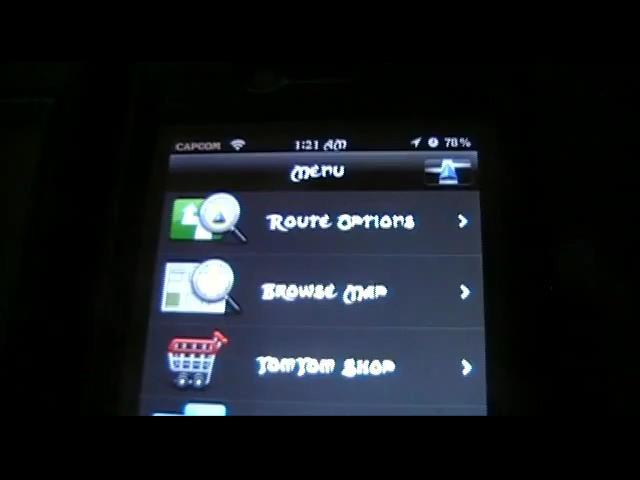 CAPCOM 1:21 AM 78%
Menu
Route Options
Browse Map
TomTom Shop